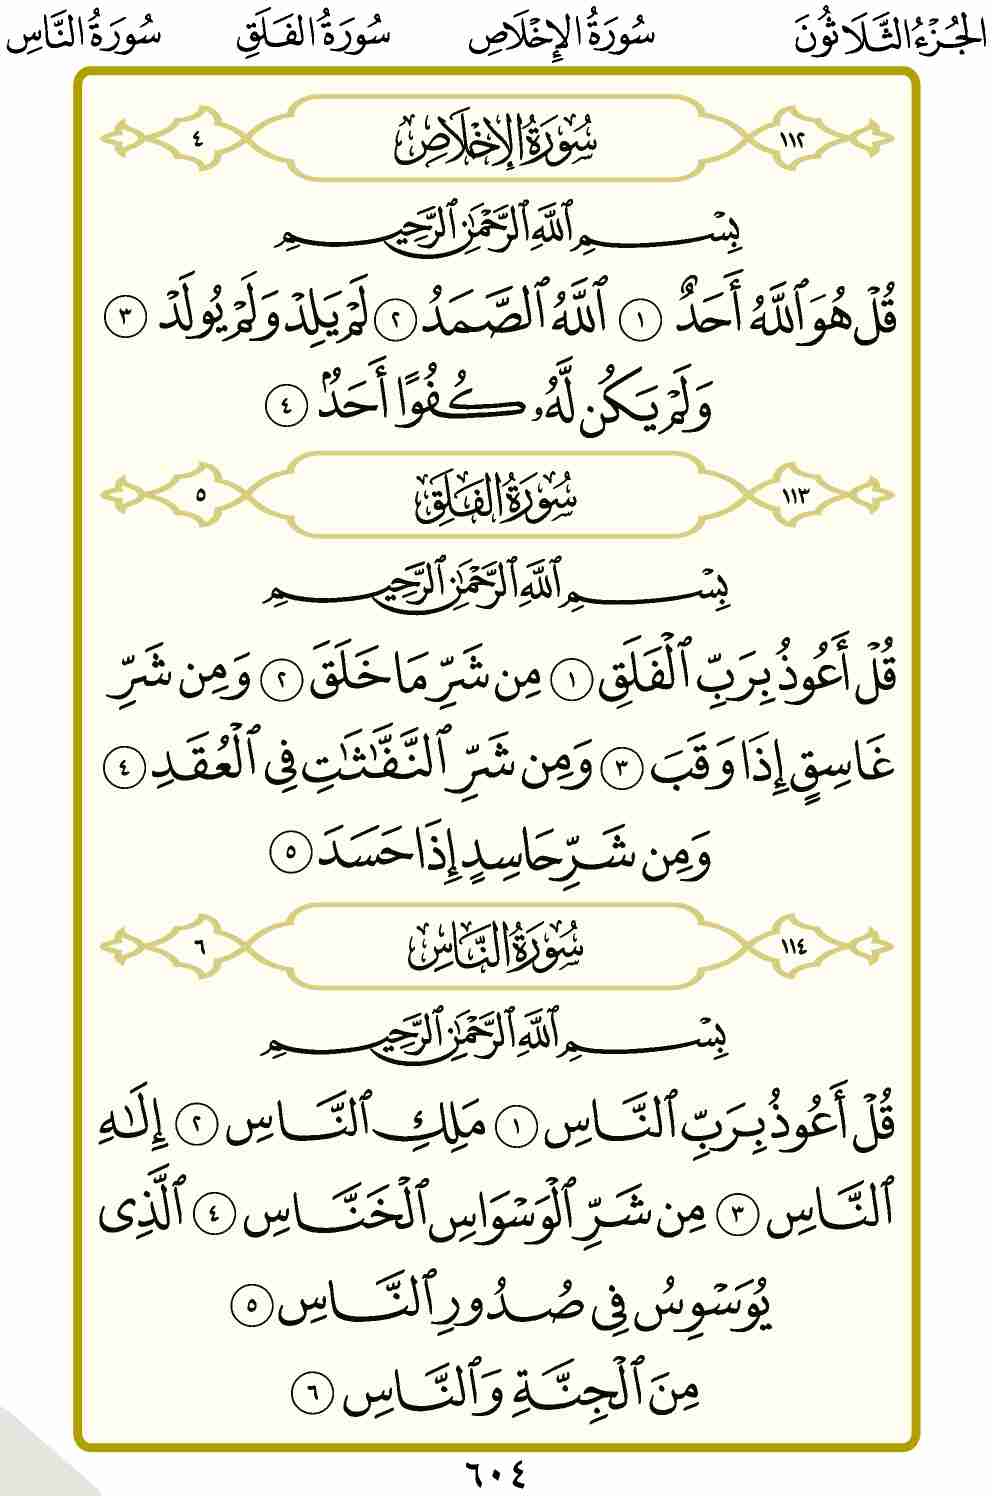 الجُزْءُ الثَّلَاثُونَ سُورَةُ الإِخْلَاصِ سُورَةُ الفَلَقِ سُورَةُ النَّاسِ
١١٢ سُورَةُ الإِخْلَاصِ ٤
بِسْمِ ٱللَّهِ ٱلرَّحْمَٰنِ ٱلرَّحِيمِ
قُلْ هُوَ ٱللَّهُ أَحَدٌ ١ ٱللَّهُ ٱلصَّمَدُ ٢ لَمْ يَلِدْ وَلَمْ يُولَدْ ٣
وَلَمْ يَكُن لَّهُۥ كُفُوًا أَحَدٌۢ ٤
١١٣ سُورَةُ الفَلَقِ ٥
بِسْمِ ٱللَّهِ ٱلرَّحْمَٰنِ ٱلرَّحِيمِ
قُلْ أَعُوذُ بِرَبِّ ٱلْفَلَقِ ١ مِن شَرِّ مَا خَلَقَ ٢ وَمِن شَرِّ
غَاسِقٍ إِذَا وَقَبَ ٣ وَمِن شَرِّ ٱلنَّفَّٰثَٰتِ فِى ٱلْعُقَدِ ٤
وَمِن شَرِّ حَاسِدٍ إِذَا حَسَدَ ٥
١١٤ سُورَةُ النَّاسِ ٦
بِسْمِ ٱللَّهِ ٱلرَّحْمَٰنِ ٱلرَّحِيمِ
قُلْ أَعُوذُ بِرَبِّ ٱلنَّاسِ ١ مَلِكِ ٱلنَّاسِ ٢ إِلَٰهِ
ٱلنَّاسِ ٣ مِن شَرِّ ٱلْوَسْوَاسِ ٱلْخَنَّاسِ ٤ ٱلَّذِى
يُوَسْوِسُ فِى صُدُورِ ٱلنَّاسِ ٥
مِنَ ٱلْجِنَّةِ وَٱلنَّاسِ ٦
٦٠٤